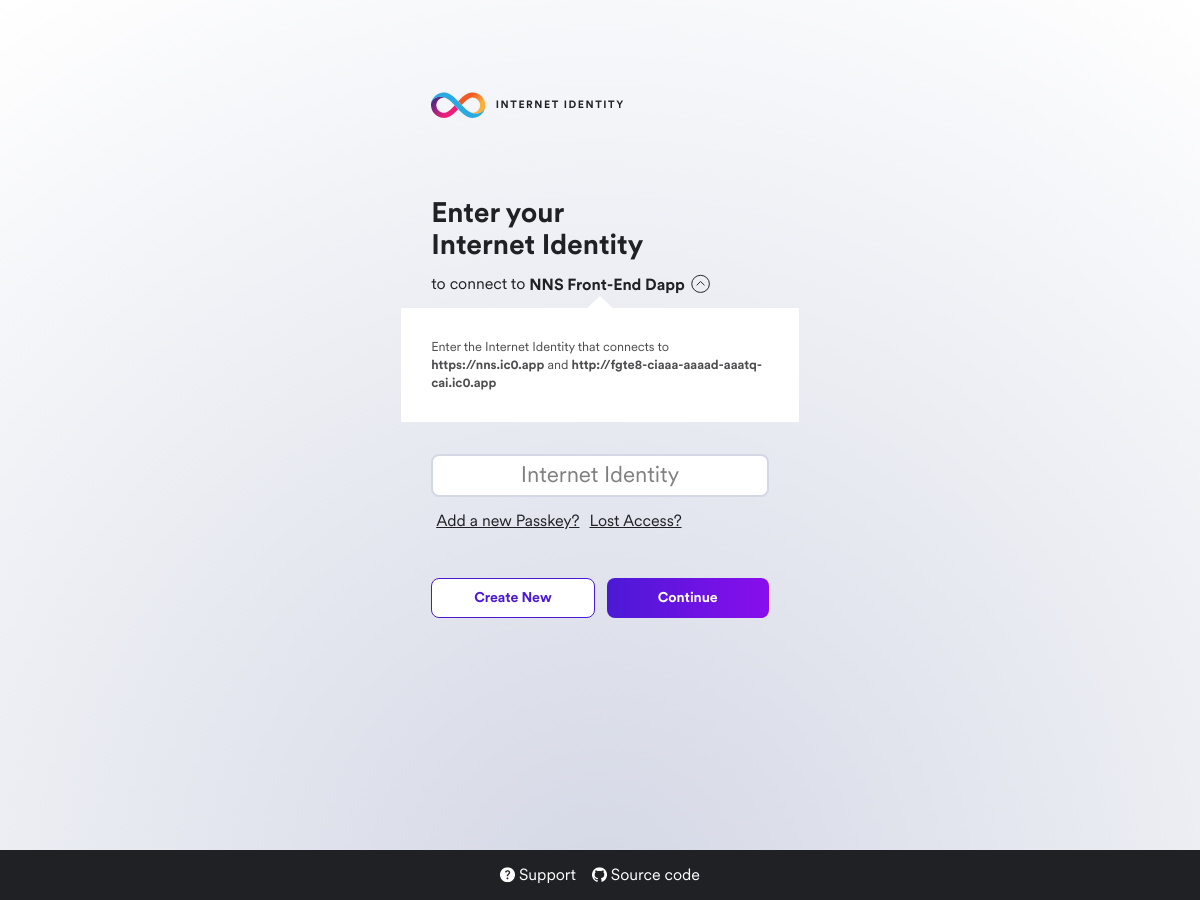 INTERNET IDENTITY
Enter your
Internet Identity
to connect to NNS Front-End Dapp
Enter the Internet Identity that connects to
https://nns.ic0.app and http://fgte8-ciaaa-aaaad-aaatq-
cai.ic0.app
Internet Identity
Add a new Passkey? Lost Access?
Create New Continue
Support Source code